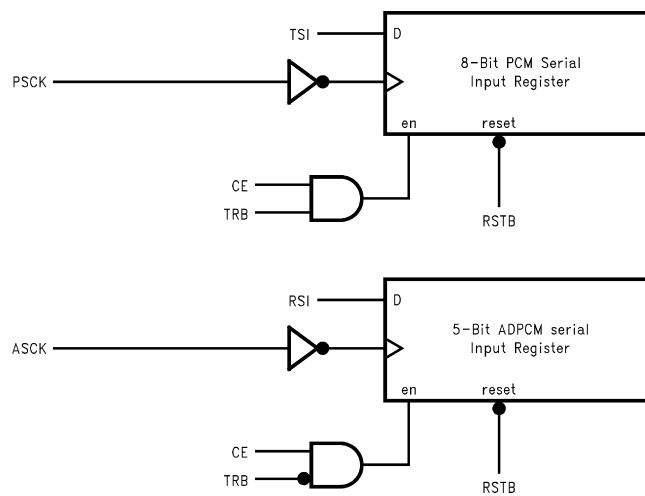 TSI
D
8-Bit PCM Serial
Input Register
PSCK
en
reset
CE
TRB
RSTB
RSI
D
5-Bit ADPCM serial
Input Register
ASCK
en
reset
CE
TRB
RSTB